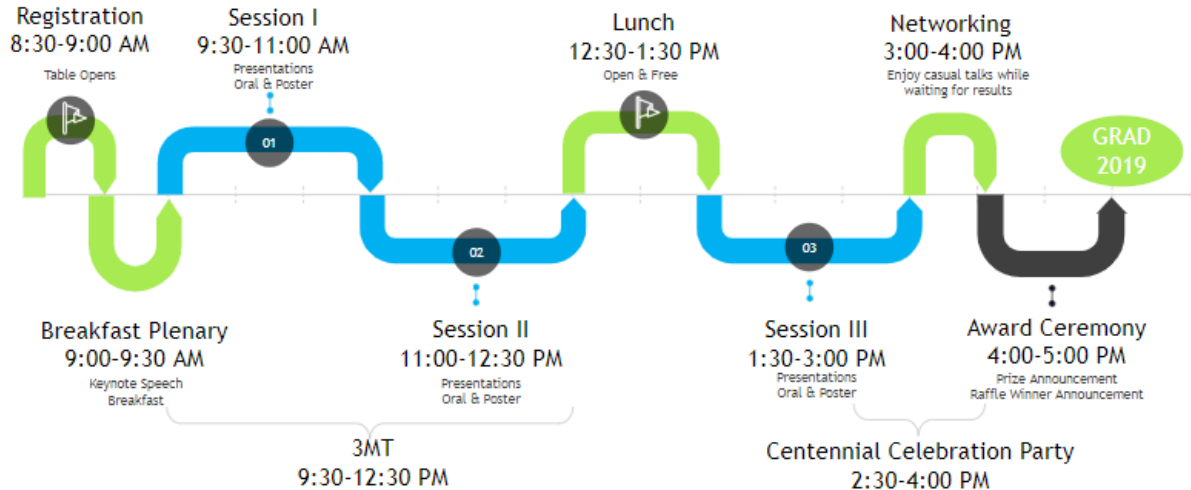 Registration
8:30-9:00 AM
Table Opens
Session I
9:30-11:00 AM
Presentations
Oral & Poster
01
Lunch
12:30-1:30 PM
Open & Free
Networking
3:00-4:00 PM
Enjoy casual talks while
waiting for results
GRAD
2019
Breakfast Plenary
9:00-9:30 AM
Keynote Speech
Breakfast
02
Session II
11:00-12:30 PM
Presentations
Oral & Poster
03
Session III
1:30-3:00 PM
Presentations
Oral & Poster
Award Ceremony
4:00-5:00 PM
Prize Announcement
Raffle Winner Announcement
3MT
9:30-12:30 PM
Centennial Celebration Party
2:30-4:00 PM